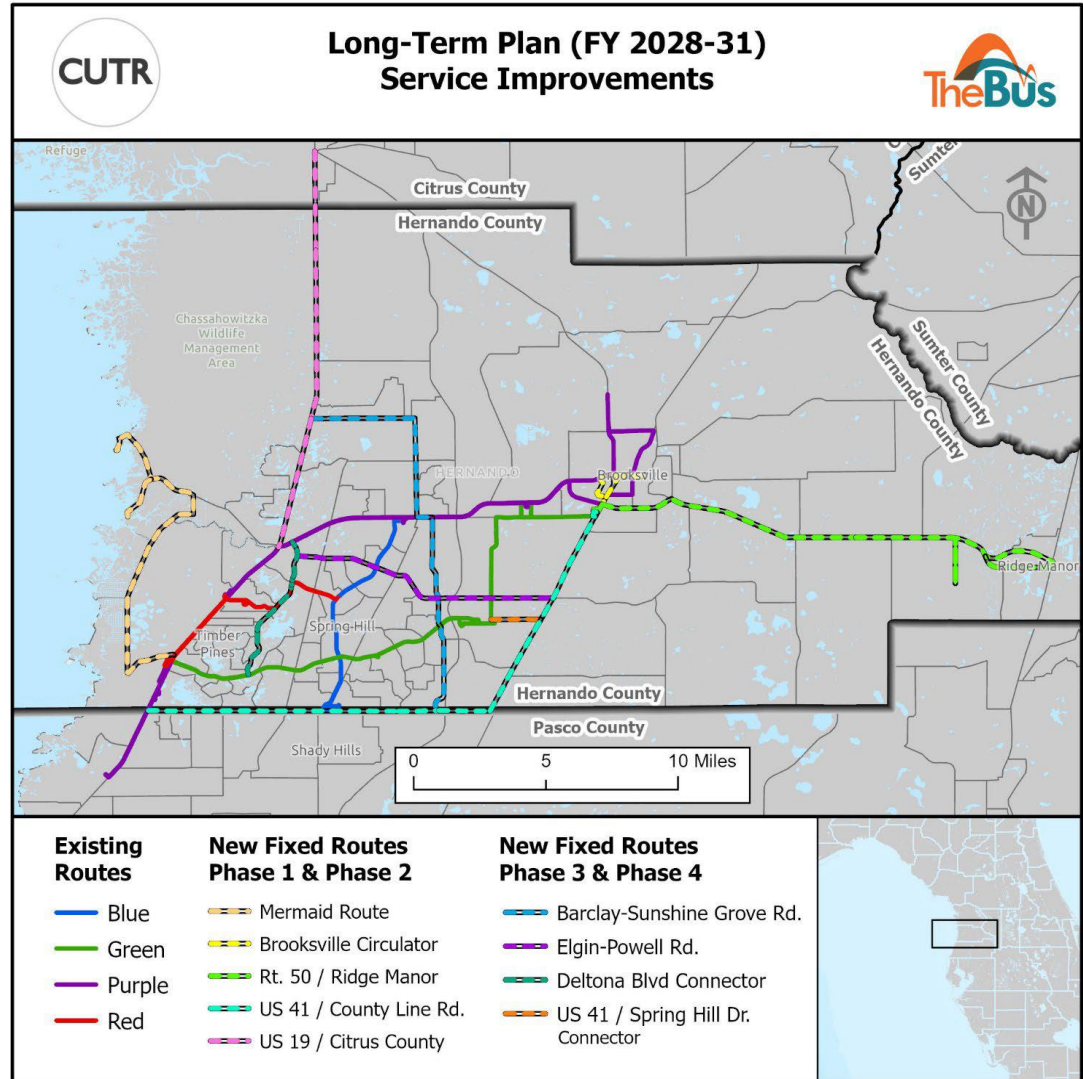 CUTR
Long-Term Plan (FY 2028-31)
Service Improvements
TheBus
Refuge
Citrus County
Hernando County
Sumter
N
Chassahowitzka
Wildlife
Management
Area
Sumter County
Hernando County
HERNANDO
Brooksville
Ridge Manor
Timber
Pines
Spring Hill
Hernando County
Pasco County
Shady Hills
0 5 10 Miles
Existing
Routes
Blue
Green
Purple
Red
New Fixed Routes
Phase 1 & Phase 2
Mermaid Route
Brooksville Circulator
Rt. 50 / Ridge Manor
US 41 / County Line Rd.
US 19 / Citrus County
New Fixed Routes
Phase 3 & Phase 4
Barclay-Sunshine Grove Rd.
Elgin-Powell Rd.
Deltona Blvd Connector
US 41 / Spring Hill Dr.
Connector